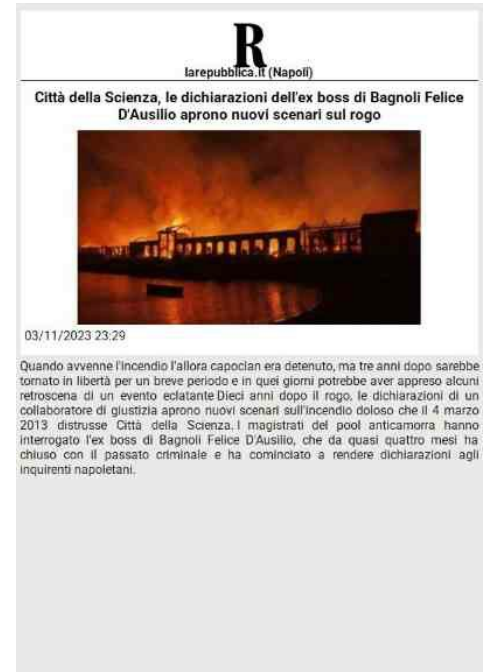 R
larepubblica.it (Napoli)
Città della Scienza, le dichiarazioni dell'ex boss di Bagnoli Felice
D'Ausilio aprono nuovi scenari sul rogo
03/11/2023 23:29
Quando avvenne l'incendio l'allora capoclan era detenuto, ma tre anni dopo sarebbe
tornato in libertà per un breve periodo e in quei giorni potrebbe aver appreso alcuni
retroscena di un evento eclatante Dieci anni dopo il rogo, le dichiarazioni di un
collaboratore di giustizia aprono nuovi scenari sull'incendio doloso che il 4 marzo
2013 distrusse Città della Scienza. I magistrati del pool anticamorra hanno
interrogato l'ex boss di Bagnoli Felice D'Ausilio, che da quasi quattro mesi ha
chiuso con il passato criminale e ha cominciato a rendere dichiarazioni agli
inquirenti napoletani.